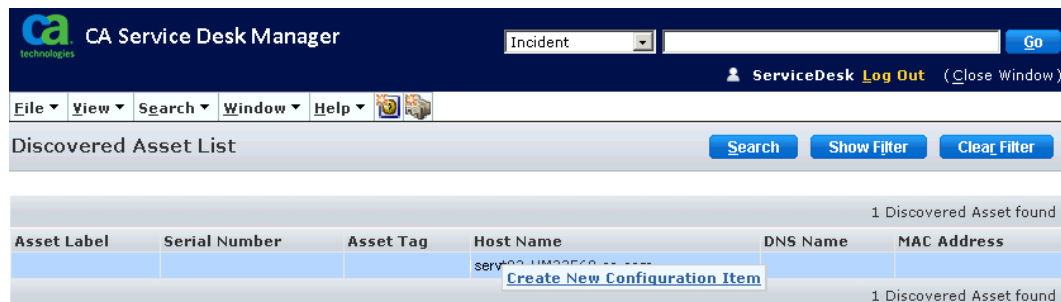 ca
technologies
CA Service Desk Manager
Incident
Go
ServiceDesk Log Out (Close Window)
File View Search Window Help
Discovered Asset List
Search Show Filter Clear Filter
1 Discovered Asset found
Asset Label Serial Number Asset Tag Host Name DNS Name MAC Address
Create New Configuration Item
1 Discovered Asset found